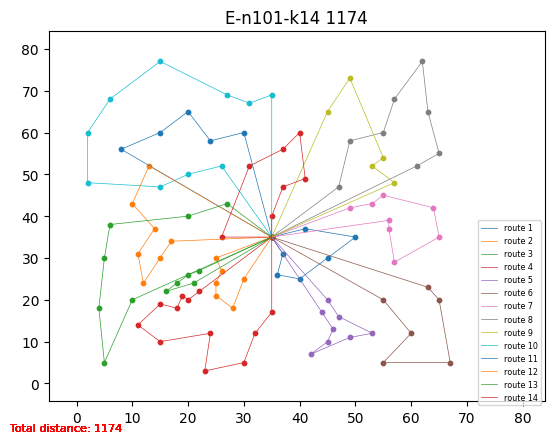 E-n101-k14 1174
80
70
60
50
40
30
20
10
0
0 10 20 30 40 50 60 70 80
route 1
route 2
route 3
route 4
route 5
route 6
route 7
route 8
route 9
route 10
route 11
route 12
route 13
route 14
Total distance: 1174